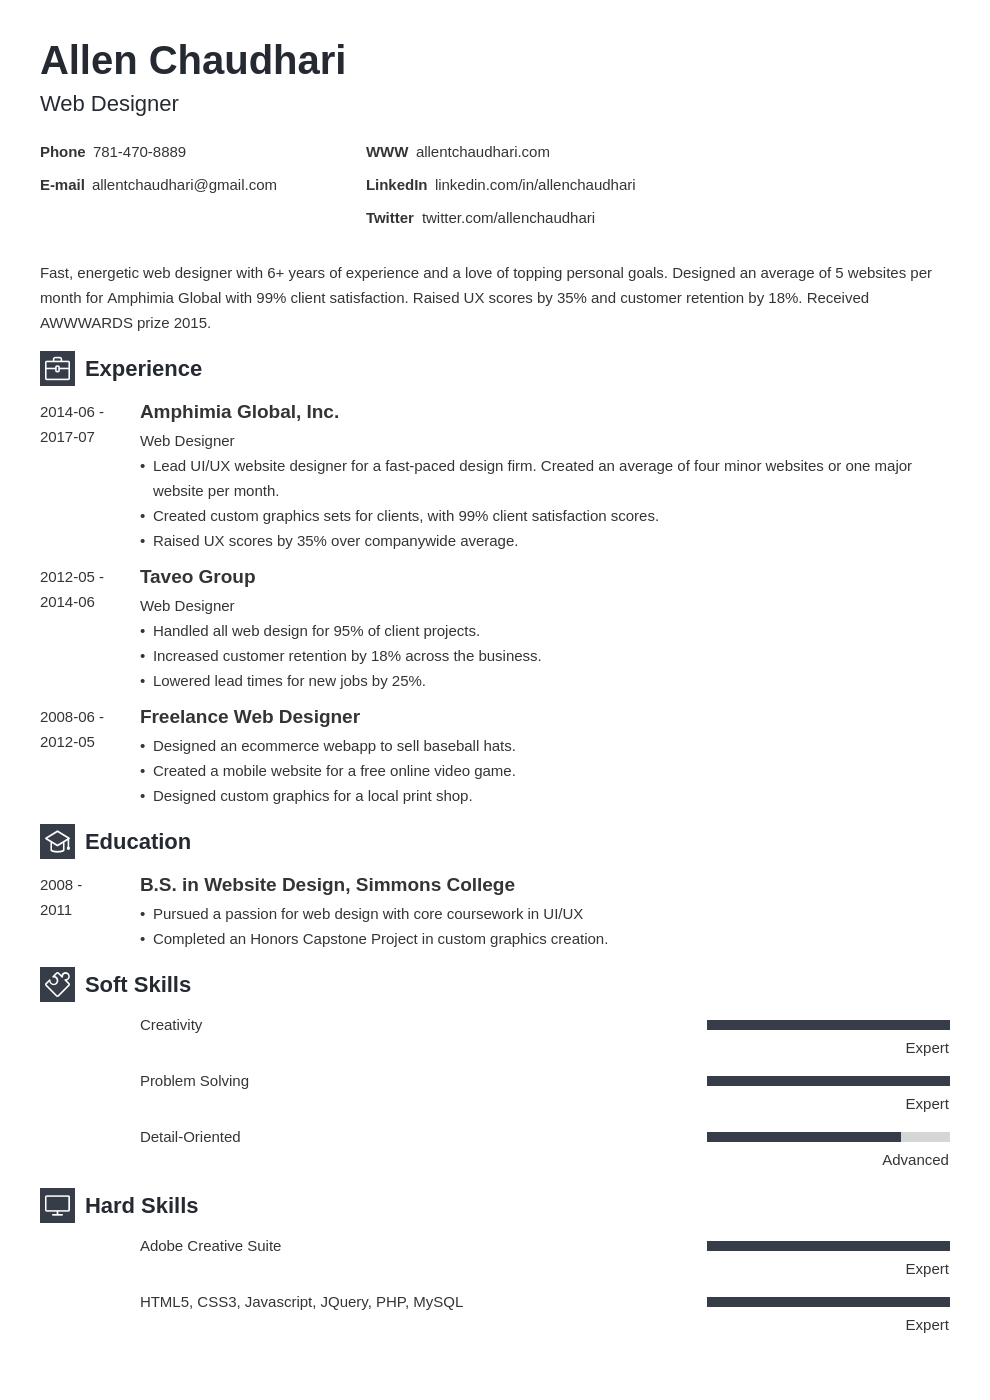 Allen Chaudhari
Web Designer
Phone 781-470-8889
E-mail allentchaudhari@gmail.com
WWW allentchaudhari.com
LinkedIn linkedin.com/in/allenchaudhari
Twitter twitter.com/allenchaudhari
Fast, energetic web designer with 6+ years of experience and a love of topping personal goals. Designed an average of 5 websites per
month for Amphimia Global with 99% client satisfaction. Raised UX scores by 35% and customer retention by 18%. Received
AWWWARDS prize 2015.
Experience
2014-06 -
2017-07
Amphimia Global, Inc.
Web Designer
• Lead UI/UX website designer for a fast-paced design firm. Created an average of four minor websites or one major
website per month.
• Created custom graphics sets for clients, with 99% client satisfaction scores.
• Raised UX scores by 35% over companywide average.
2012-05 -
2014-06
Taveo Group
Web Designer
• Handled all web design for 95% of client projects.
• Increased customer retention by 18% across the business.
• Lowered lead times for new jobs by 25%.
2008-06 -
2012-05
Freelance Web Designer
• Designed an ecommerce webapp to sell baseball hats.
• Created a mobile website for a free online video game.
• Designed custom graphics for a local print shop.
Education
2008 -
2011
B.S. in Website Design, Simmons College
• Pursued a passion for web design with core coursework in UI/UX
• Completed an Honors Capstone Project in custom graphics creation.
Soft Skills
Creativity
Expert
Problem Solving
Expert
Detail-Oriented
Advanced
Hard Skills
Adobe Creative Suite
Expert
HTML5, CSS3, Javascript, JQuery, PHP, MySQL
Expert